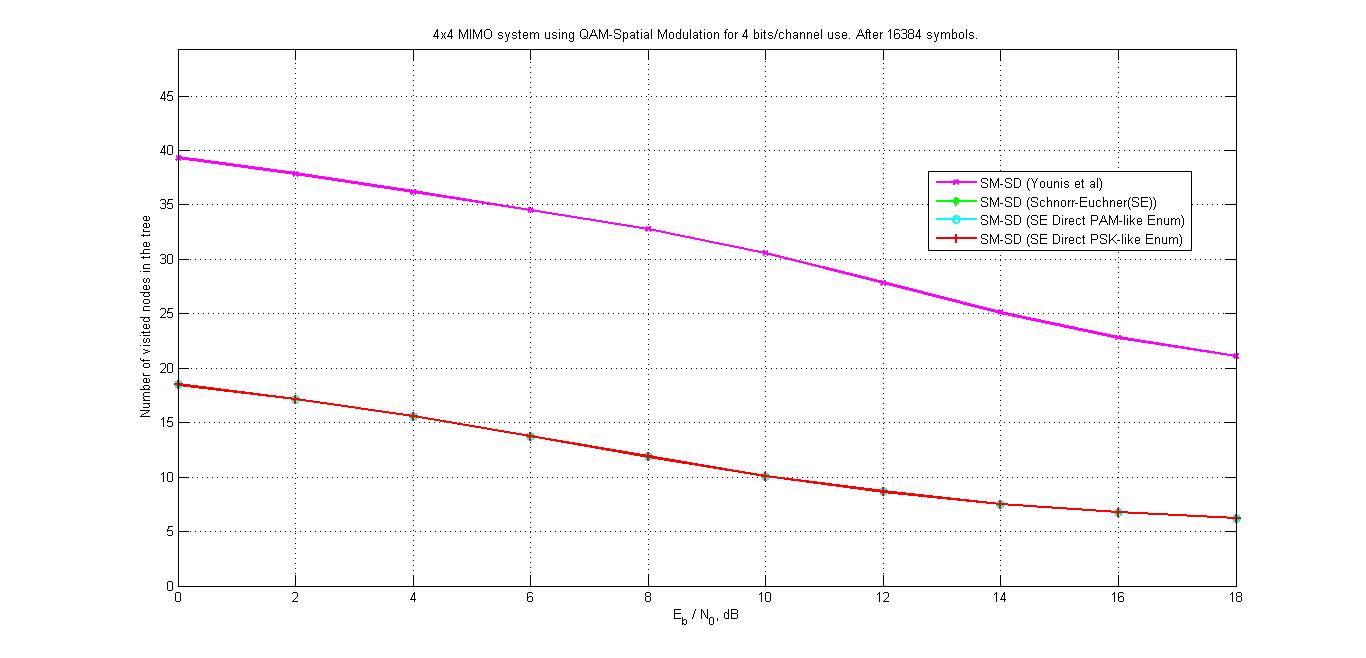 4x4 MIMO system using QAM-Spatial Modulation for 4 bits/channel use. After 16384 symbols.
45
40
35
30
25
20
15
10
5
0
Number of visited nodes in the tree
SM-SD (Younis et al)
SM-SD (Schnorr-Euchner(SE))
SM-SD (SE Direct PAM-like Enum)
SM-SD (SE Direct PSK-like Enum)
0 2 4 6 8 10 12 14 16 18
Eb / N0, dB